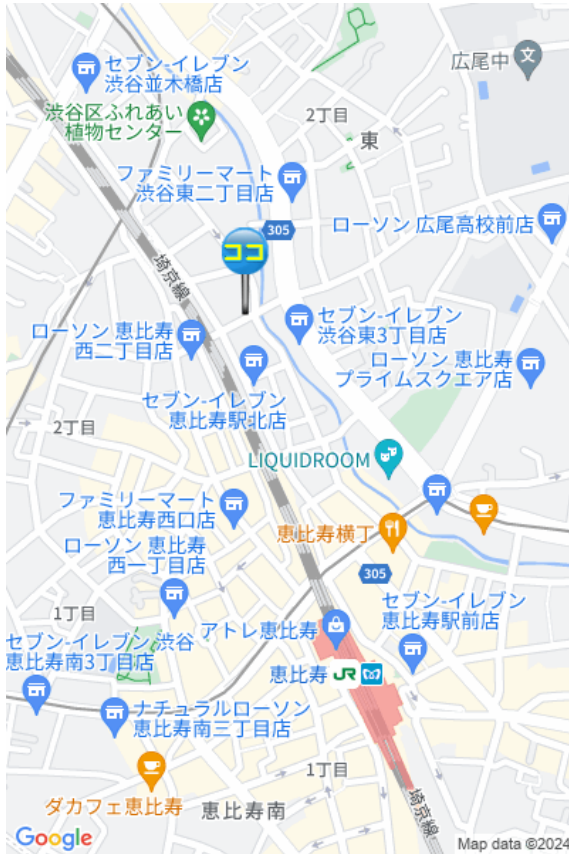 セブン-イレブン
渋谷並木橋店
広尾中
渋谷区ふれあい
植物センター
2丁目
東
ファミリーマート
渋谷東二丁目店
305
ローソン 広尾高校前店
ココ
埼京線
セブン-イレブン
渋谷東3丁目店
ローソン 恵比寿
西二丁目店
ローソン 恵比寿
プライムスクエア店
セブン-イレブン
恵比寿駅北店
2丁目
LIQUIDROOM
ファミリーマート
恵比寿西口店
恵比寿横丁
ローソン 恵比寿
西一丁目店
305
1丁目
セブン-イレブン
恵比寿駅前店
アトレ恵比寿
セブン-イレブン 渋谷
恵比寿南3丁目店
恵比寿 JR
ナチュラルローソン
恵比寿南三丁目店
1丁目
ダカフェ恵比寿
恵比寿南
埼京線
Google
Map data ©2024